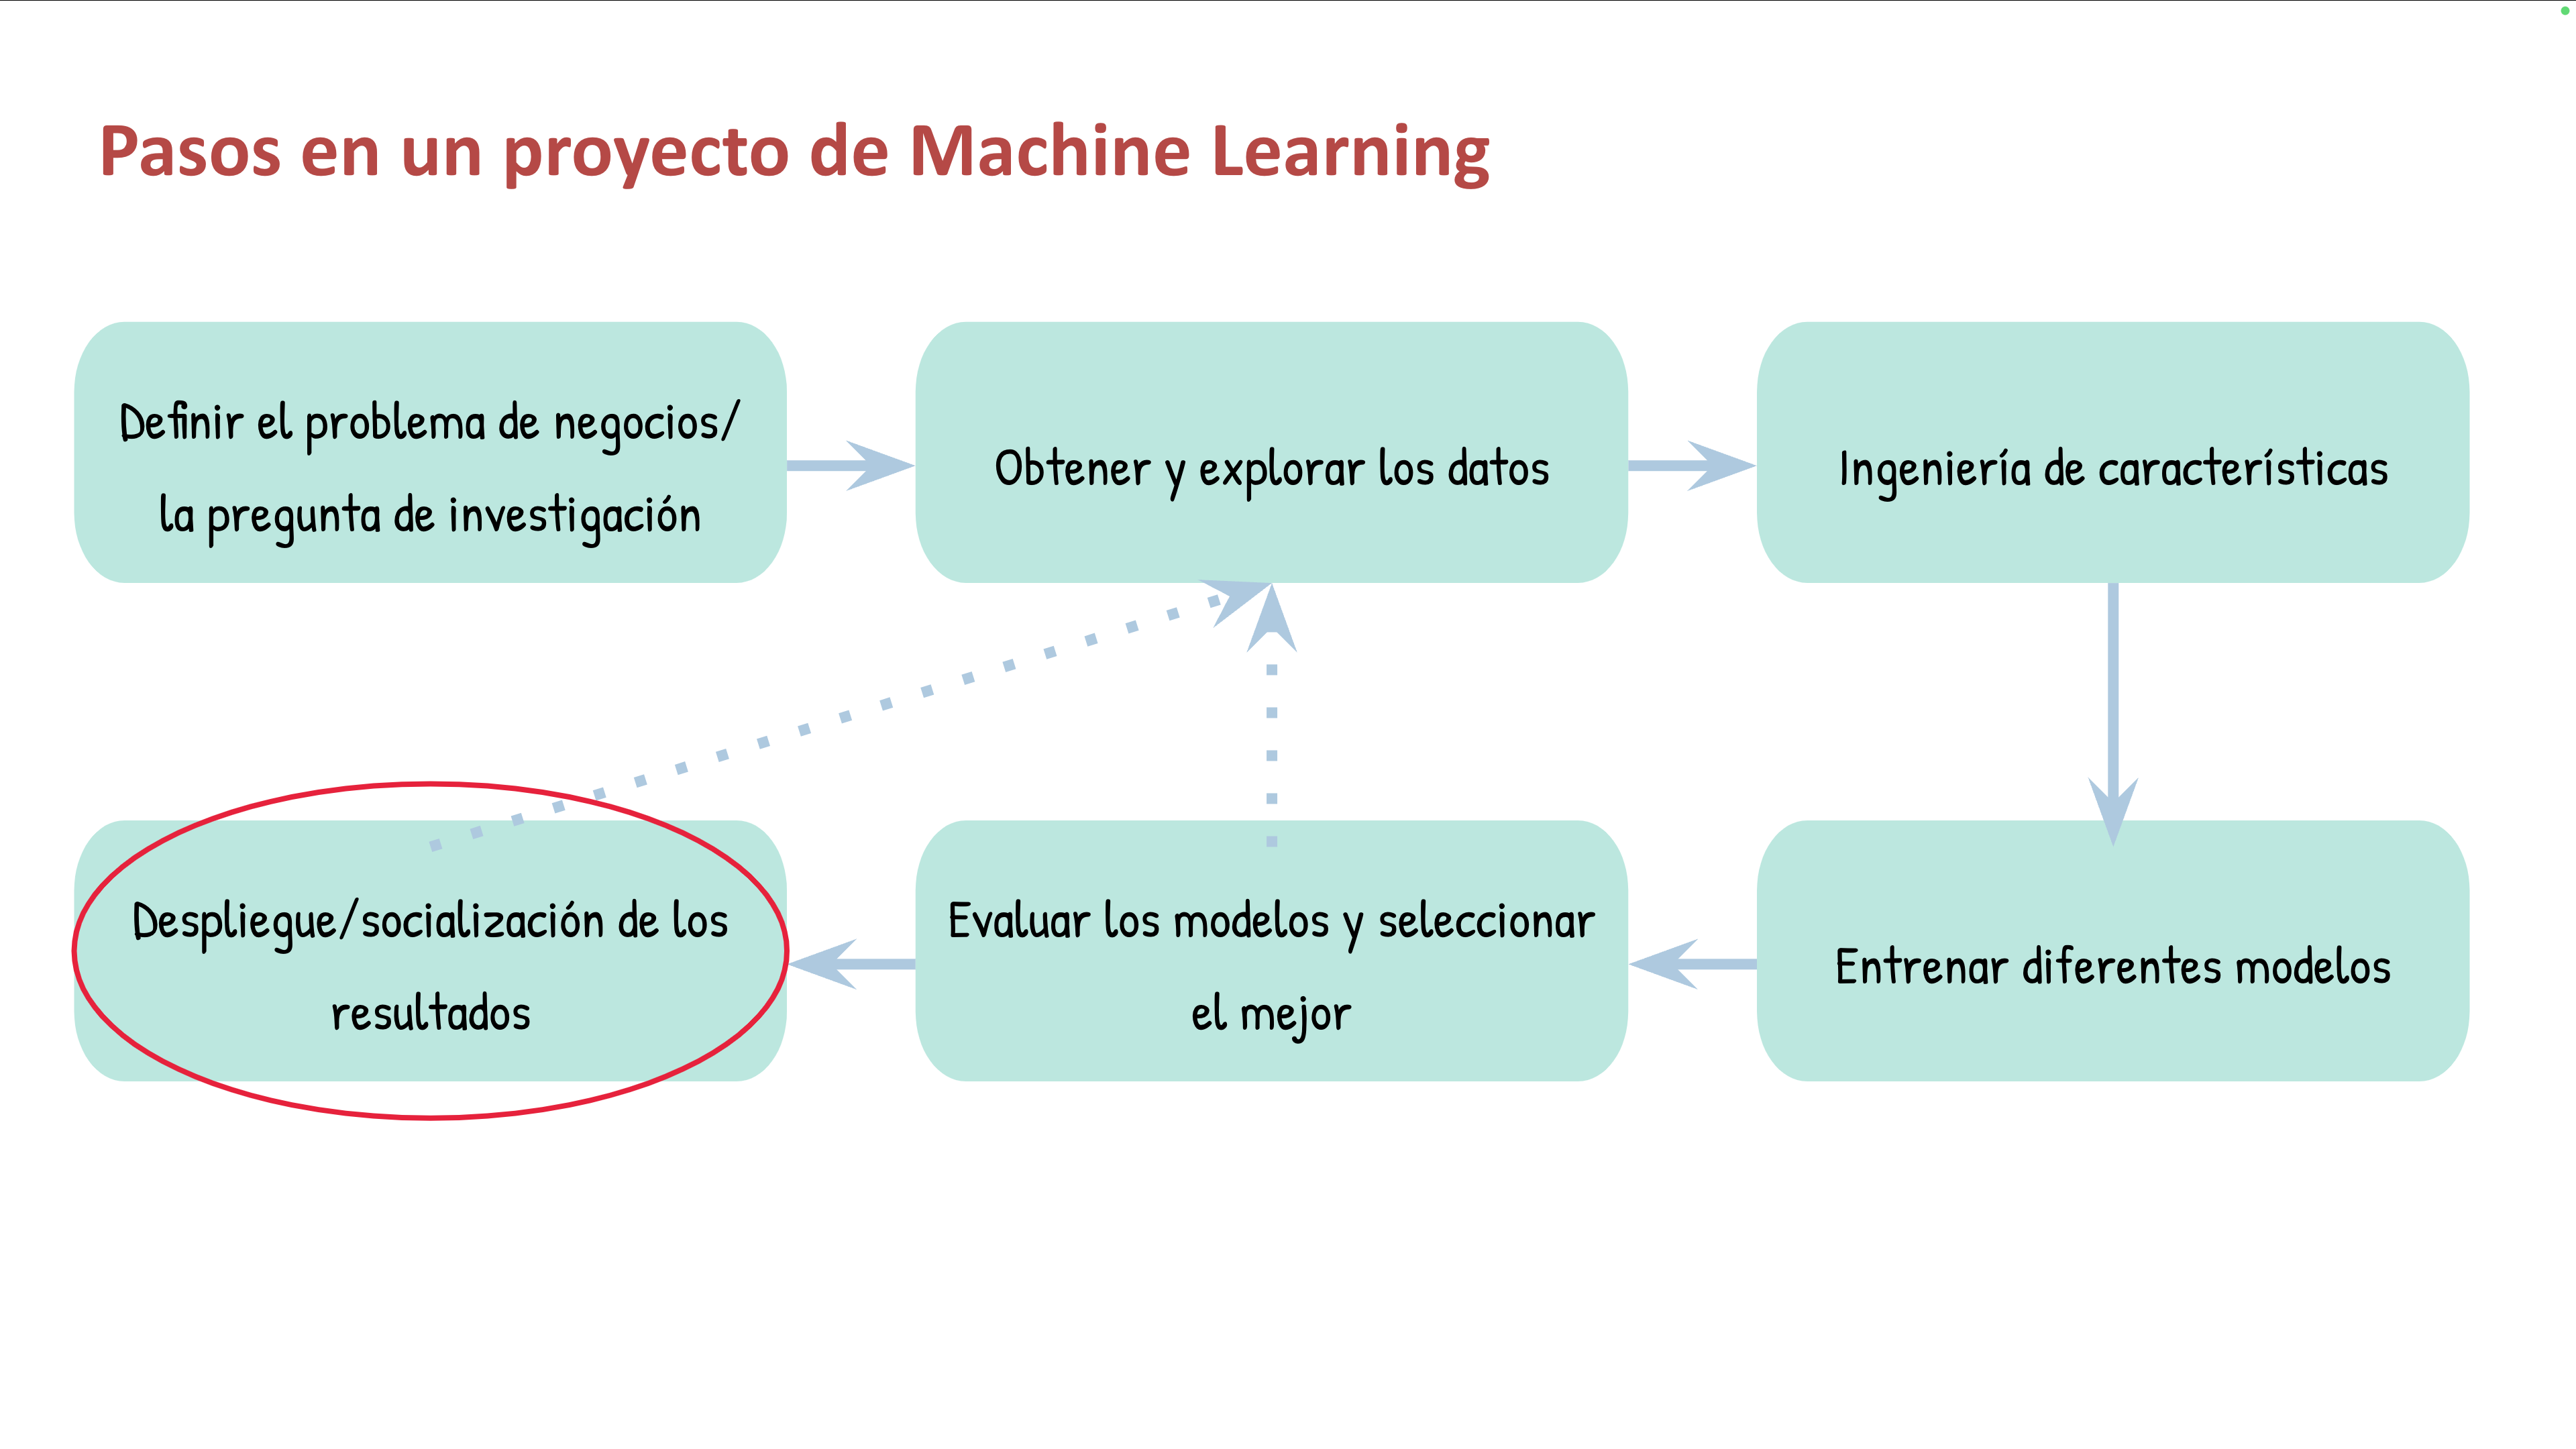 Pasos en un proyecto de Machine Learning
Definir el problema de negocios/
la pregunta de investigación
Obtener y explorar los datos
Ingeniería de características
Despliegue/socialización de los
resultados
Evaluar los modelos y seleccionar
el mejor
Entrenar diferentes modelos